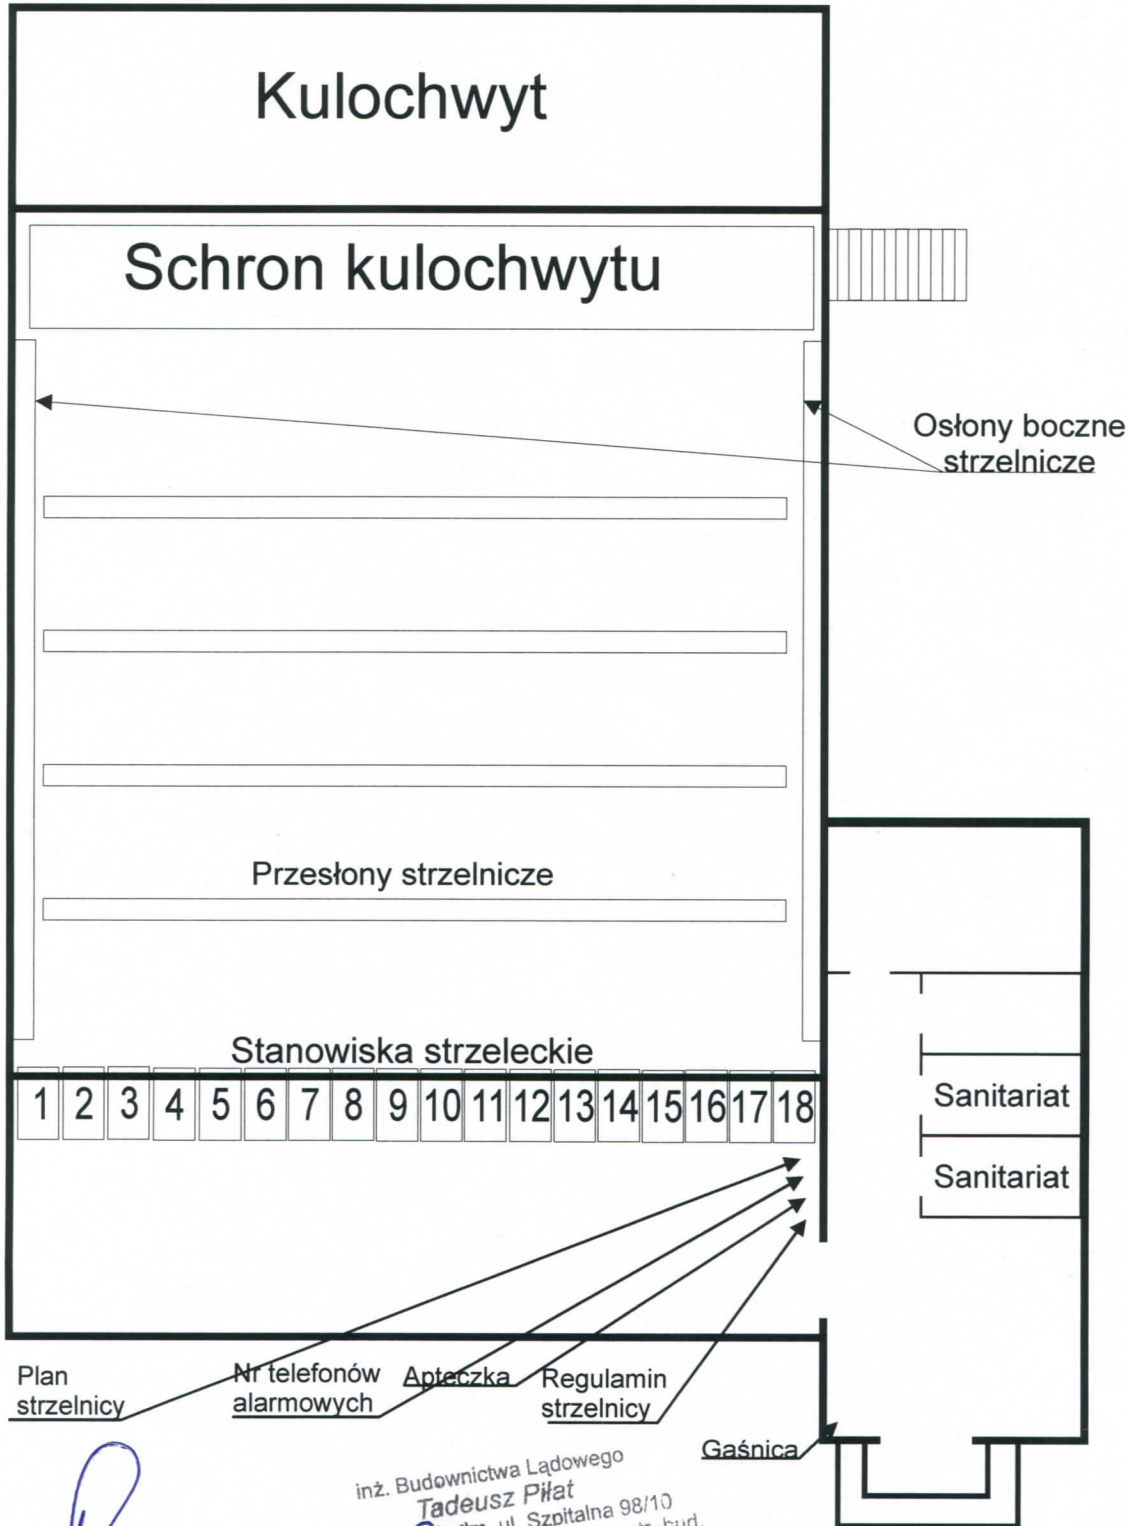 Kulochwyt
Schron kulochwytu
Osłony boczne
strzelnicze
Przesłony strzelnicze
Stanowiska strzeleckie
1 2 3 4 5 6 7 8 9 10 11 12 13 14 15 16 17 18
Sanitariat
Sanitariat
Plan
strzelnicy
Nr telefonów
alarmowych
Apteczka
Regulamin
strzelnicy
Gaśnica
inż. Budownictwa Lądowego
Tadeusz Piłat
ul. Szpitalna 98/10
bud.